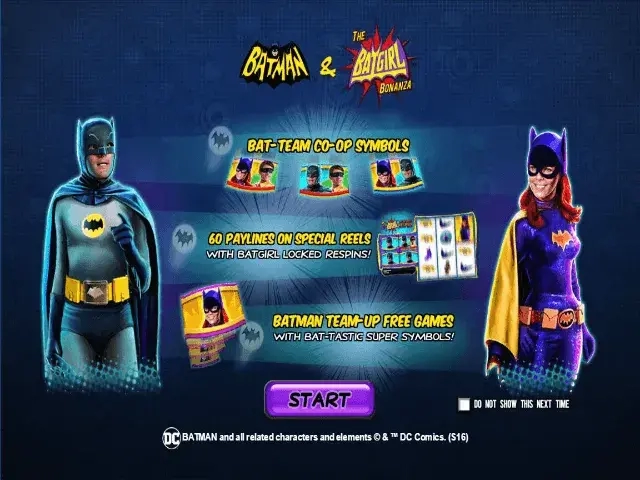 BATMAN & THE BATGIRL BONANZA
BAT-TEAM CO-OP SYMBOLS
60 PAYLINES ON SPECIAL REELS
WITH BATGIRL LOCKED RESPINS!
BATMAN TEAM-UP FREE GAMES
WITH BAT-TASTIC SUPER SYMBOLS!
START
DO NOT SHOW THIS NEXT TIME
DC BATMAN and all related characters and elements © & ™ DC Comics. (S16)